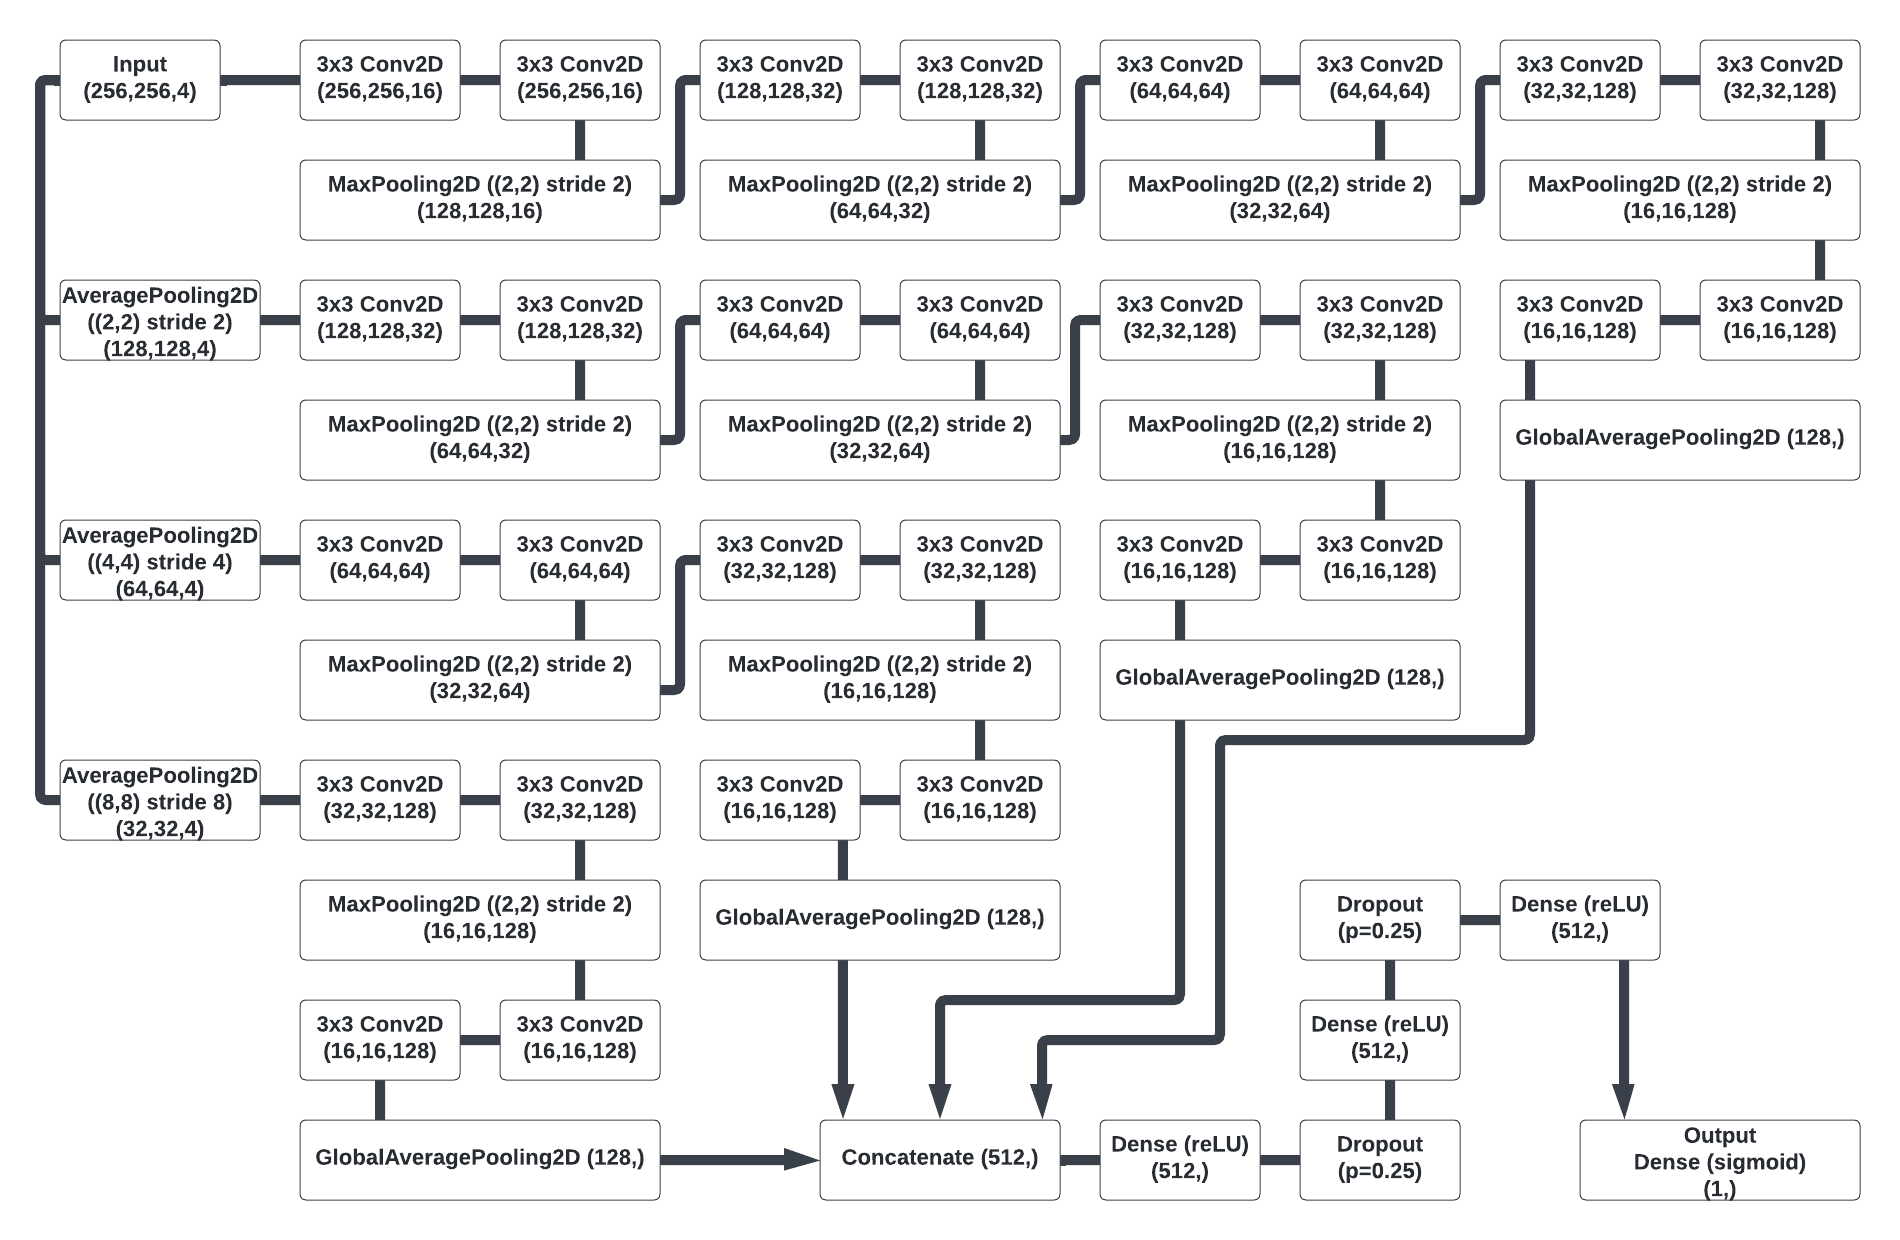 Input
(256,256,4)
3x3 Conv2D
(256,256,16)
3x3 Conv2D
(256,256,16)
3x3 Conv2D
(128,128,32)
3x3 Conv2D
(128,128,32)
3x3 Conv2D
(64,64,64)
3x3 Conv2D
(64,64,64)
3x3 Conv2D
(32,32,128)
3x3 Conv2D
(32,32,128)
MaxPooling2D ((2,2) stride 2)
(128,128,16)
MaxPooling2D ((2,2) stride 2)
(64,64,32)
MaxPooling2D ((2,2) stride 2)
(32,32,64)
MaxPooling2D ((2,2) stride 2)
(16,16,128)
AveragePooling2D
((2,2) stride 2)
(128,128,4)
3x3 Conv2D
(128,128,32)
3x3 Conv2D
(128,128,32)
3x3 Conv2D
(64,64,64)
3x3 Conv2D
(64,64,64)
3x3 Conv2D
(32,32,128)
3x3 Conv2D
(32,32,128)
3x3 Conv2D
(16,16,128)
3x3 Conv2D
(16,16,128)
MaxPooling2D ((2,2) stride 2)
(64,64,32)
MaxPooling2D ((2,2) stride 2)
(32,32,64)
MaxPooling2D ((2,2) stride 2)
(16,16,128)
GlobalAveragePooling2D (128,)
AveragePooling2D
((4,4) stride 4)
(64,64,4)
3x3 Conv2D
(64,64,64)
3x3 Conv2D
(64,64,64)
3x3 Conv2D
(32,32,128)
3x3 Conv2D
(32,32,128)
3x3 Conv2D
(16,16,128)
3x3 Conv2D
(16,16,128)
MaxPooling2D ((2,2) stride 2)
(32,32,64)
MaxPooling2D ((2,2) stride 2)
(16,16,128)
GlobalAveragePooling2D (128,)
AveragePooling2D
((8,8) stride 8)
(32,32,4)
3x3 Conv2D
(32,32,128)
3x3 Conv2D
(32,32,128)
3x3 Conv2D
(16,16,128)
3x3 Conv2D
(16,16,128)
MaxPooling2D ((2,2) stride 2)
(16,16,128)
GlobalAveragePooling2D (128,)
Dropout
(p=0.25)
Dense (reLU)
(512,)
3x3 Conv2D
(16,16,128)
3x3 Conv2D
(16,16,128)
Dense (reLU)
(512,)
GlobalAveragePooling2D (128,)
Concatenate (512,)
Dense (reLU)
(512,)
Dropout
(p=0.25)
Output
Dense (sigmoid)
(1,)